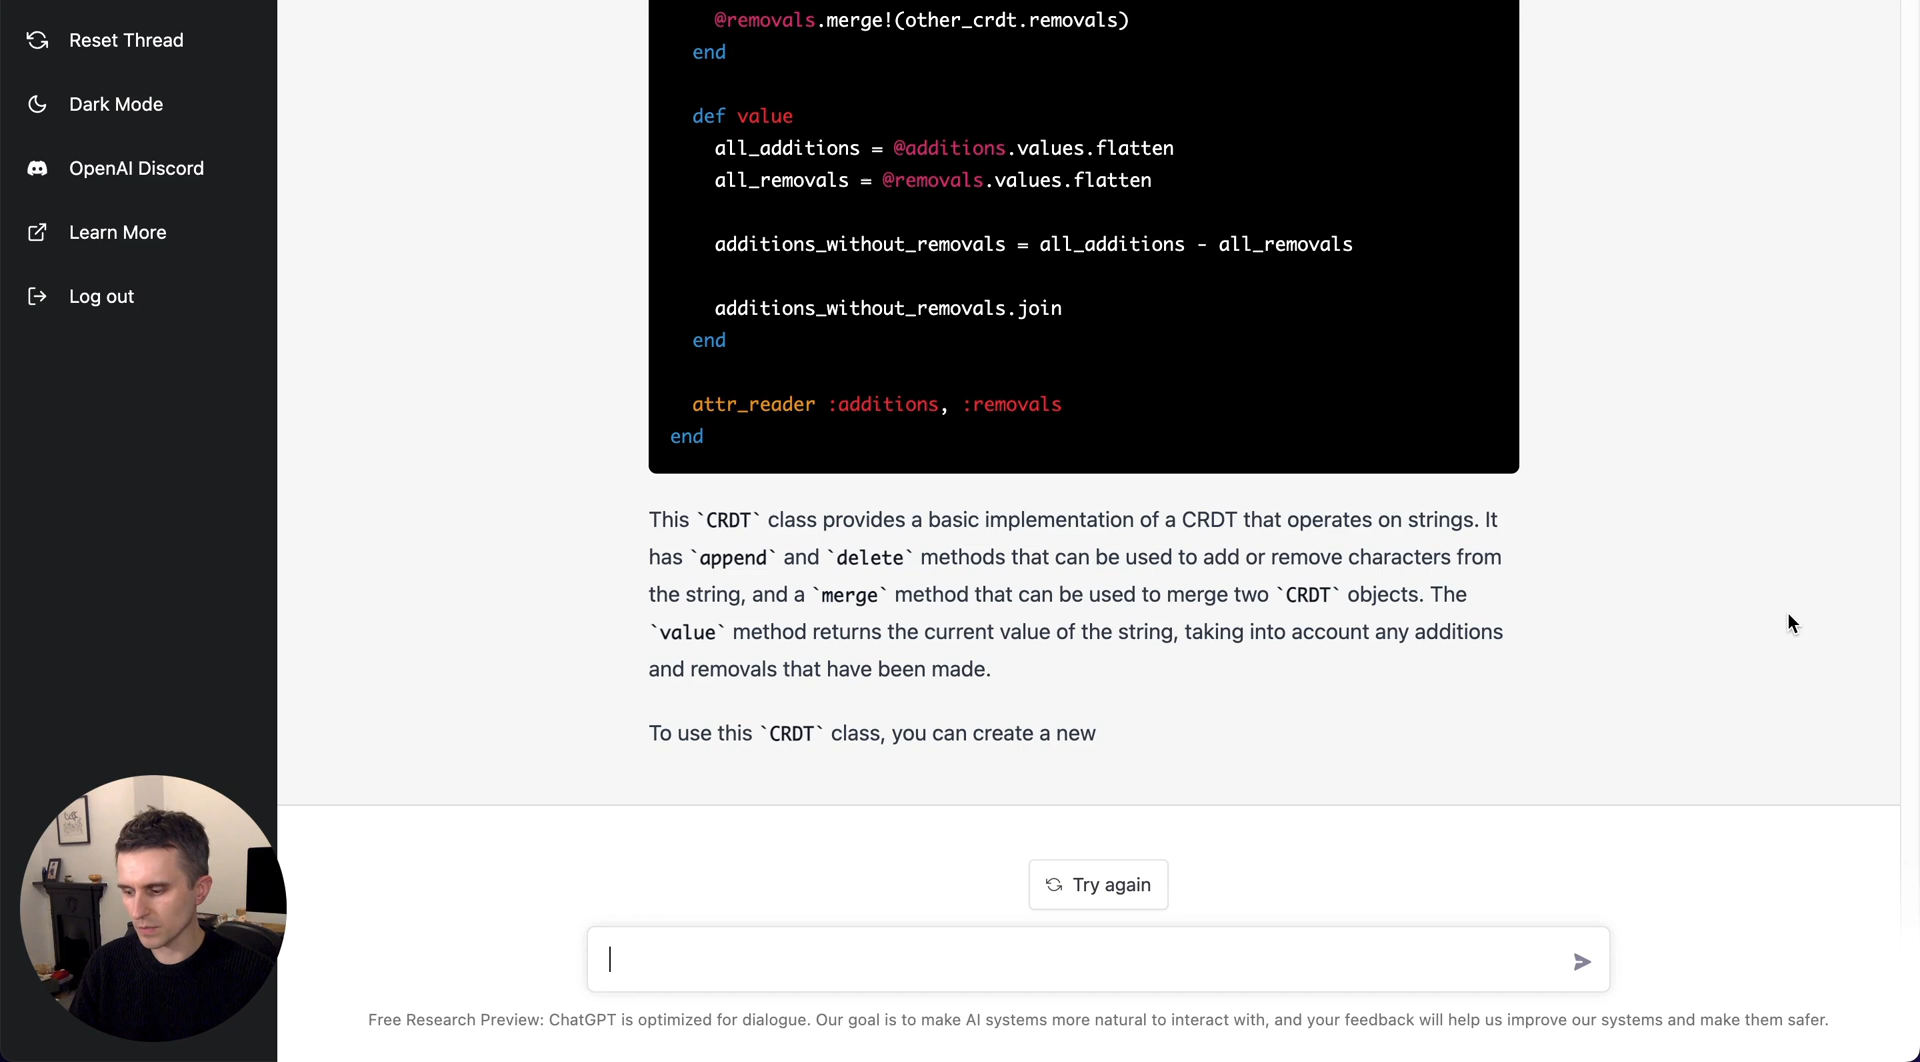 Reset Thread
Dark Mode
OpenAI Discord
Learn More
Log out
@removals.merge!(other_crdt.removals)
end
def value
all_additions = @additions.values.flatten
all_removals = @removals.values.flatten
additions_without_removals = all_additions - all_removals
additions_without_removals.join
end
attr_reader :additions, :removals
end
This `CRDT` class provides a basic implementation of a CRDT that operates on strings. It
has `append` and `delete` methods that can be used to add or remove characters from
the string, and a `merge` method that can be used to merge two `CRDT` objects. The
`value` method returns the current value of the string, taking into account any additions
and removals that have been made.
To use this `CRDT` class, you can create a new
Try again
Free Research Preview: ChatGPT is optimized for dialogue. Our goal is to make AI systems more natural to interact with, and your feedback will help us improve our systems and make them safer.